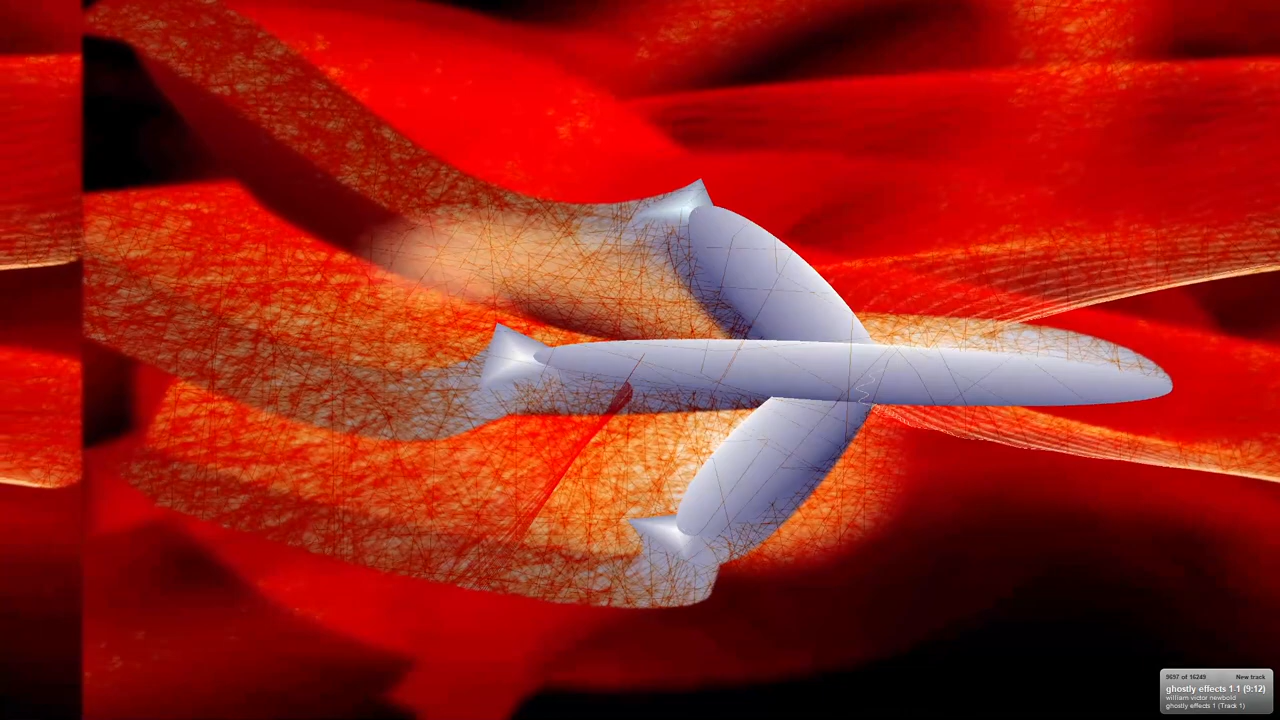 9697 of 16249 New track
ghostly effects 1-1 (9:12)
william victor newbold
ghostly effects 1 (Track 1)